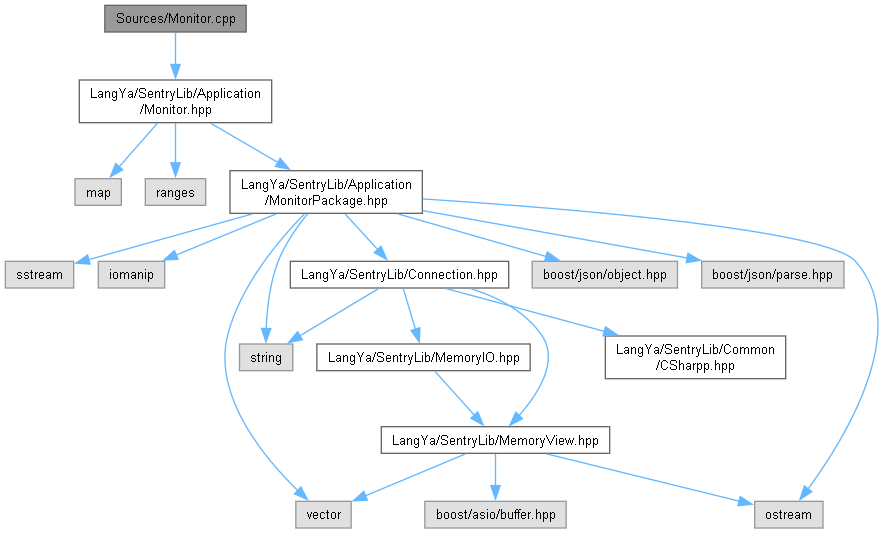 Sources/Monitor.cpp
LangYa/SentryLib/Application
/Monitor.hpp
map
ranges
LangYa/SentryLib/Application
/MonitorPackage.hpp
sstream
iomanip
LangYa/SentryLib/Connection.hpp
boost/json/object.hpp
boost/json/parse.hpp
string
LangYa/SentryLib/MemoryIO.hpp
LangYa/SentryLib/Common
/CSharpp.hpp
LangYa/SentryLib/MemoryView.hpp
vector
boost/asio/buffer.hpp
ostream